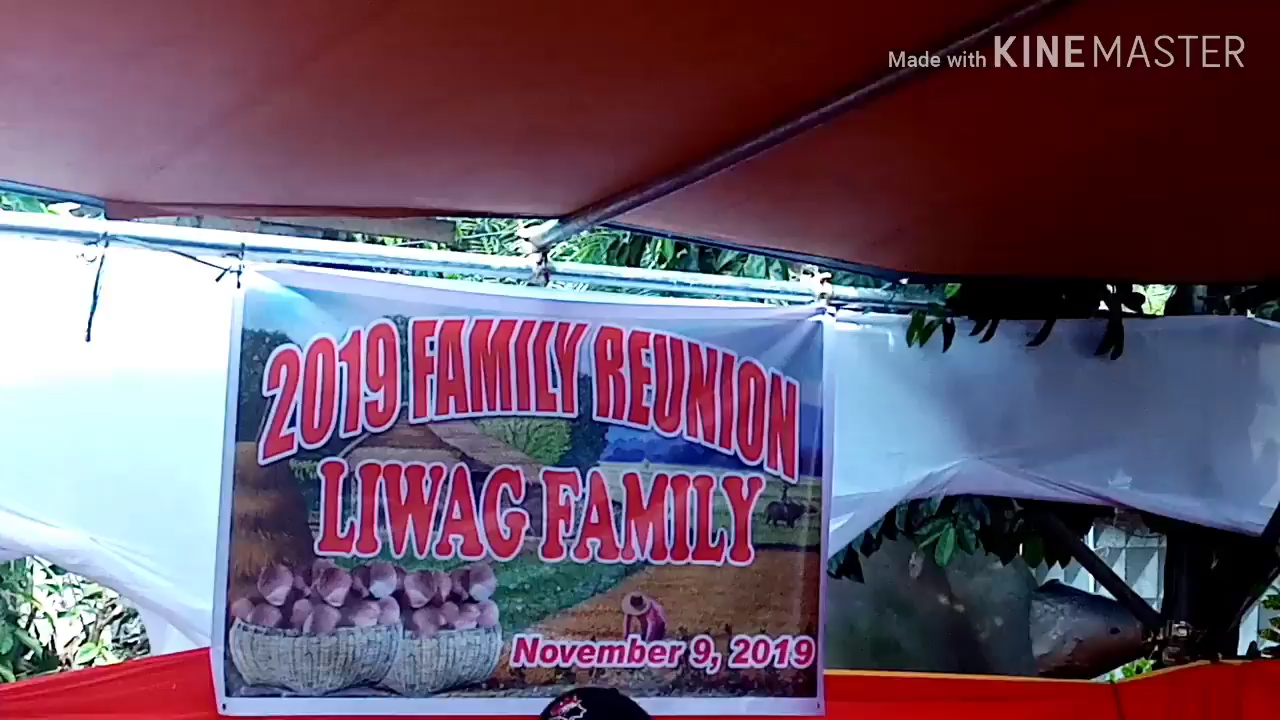 Made with KINEMASTER
2019 FAMILY REUNION
LIWAG FAMILY
November 9, 2019